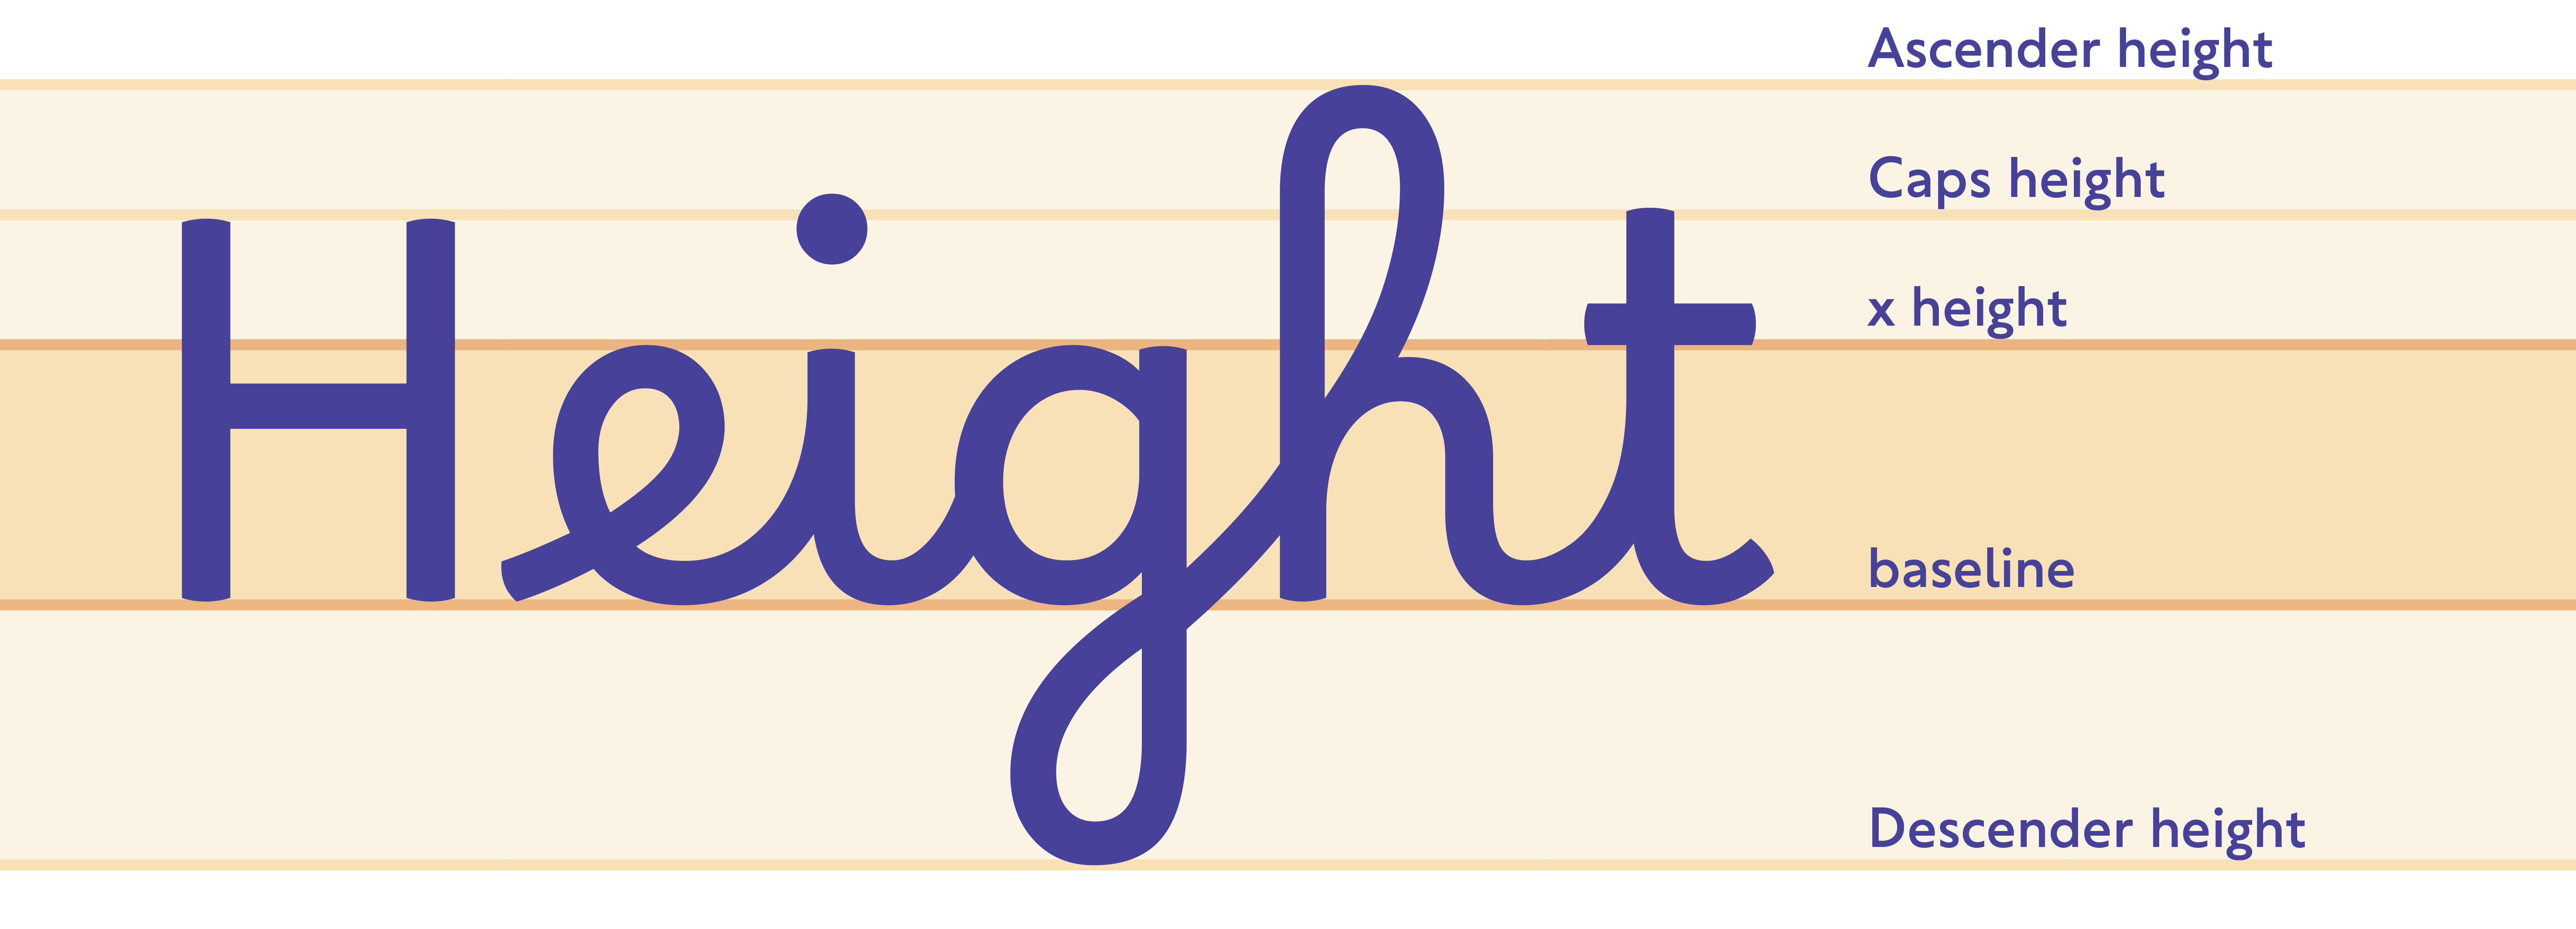 Ascender height
Caps height
x height
Height
baseline
Descender height